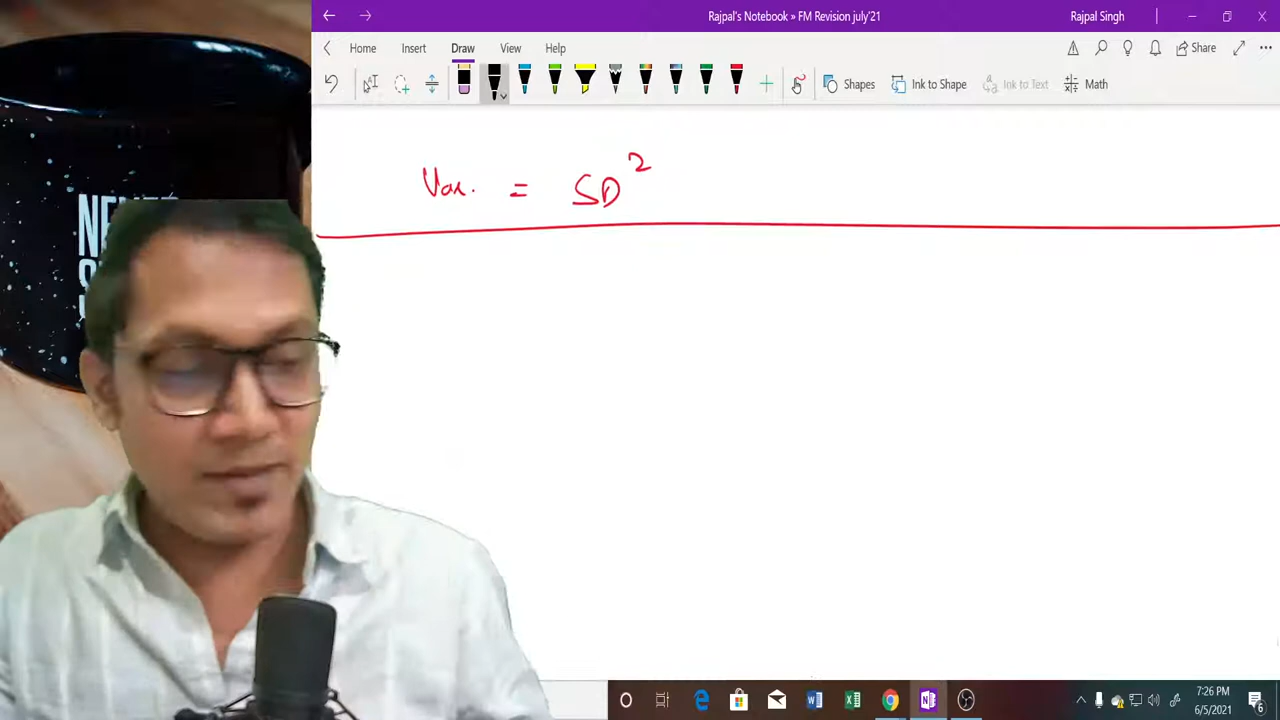 Rajpal's Notebook » FM Revision july'21
Rajpal Singh
Home Insert Draw View Help
Share
Shapes
Ink to Shape
Ink to Text
Math
Var. = SD²
7:26 PM
6/5/2021
6